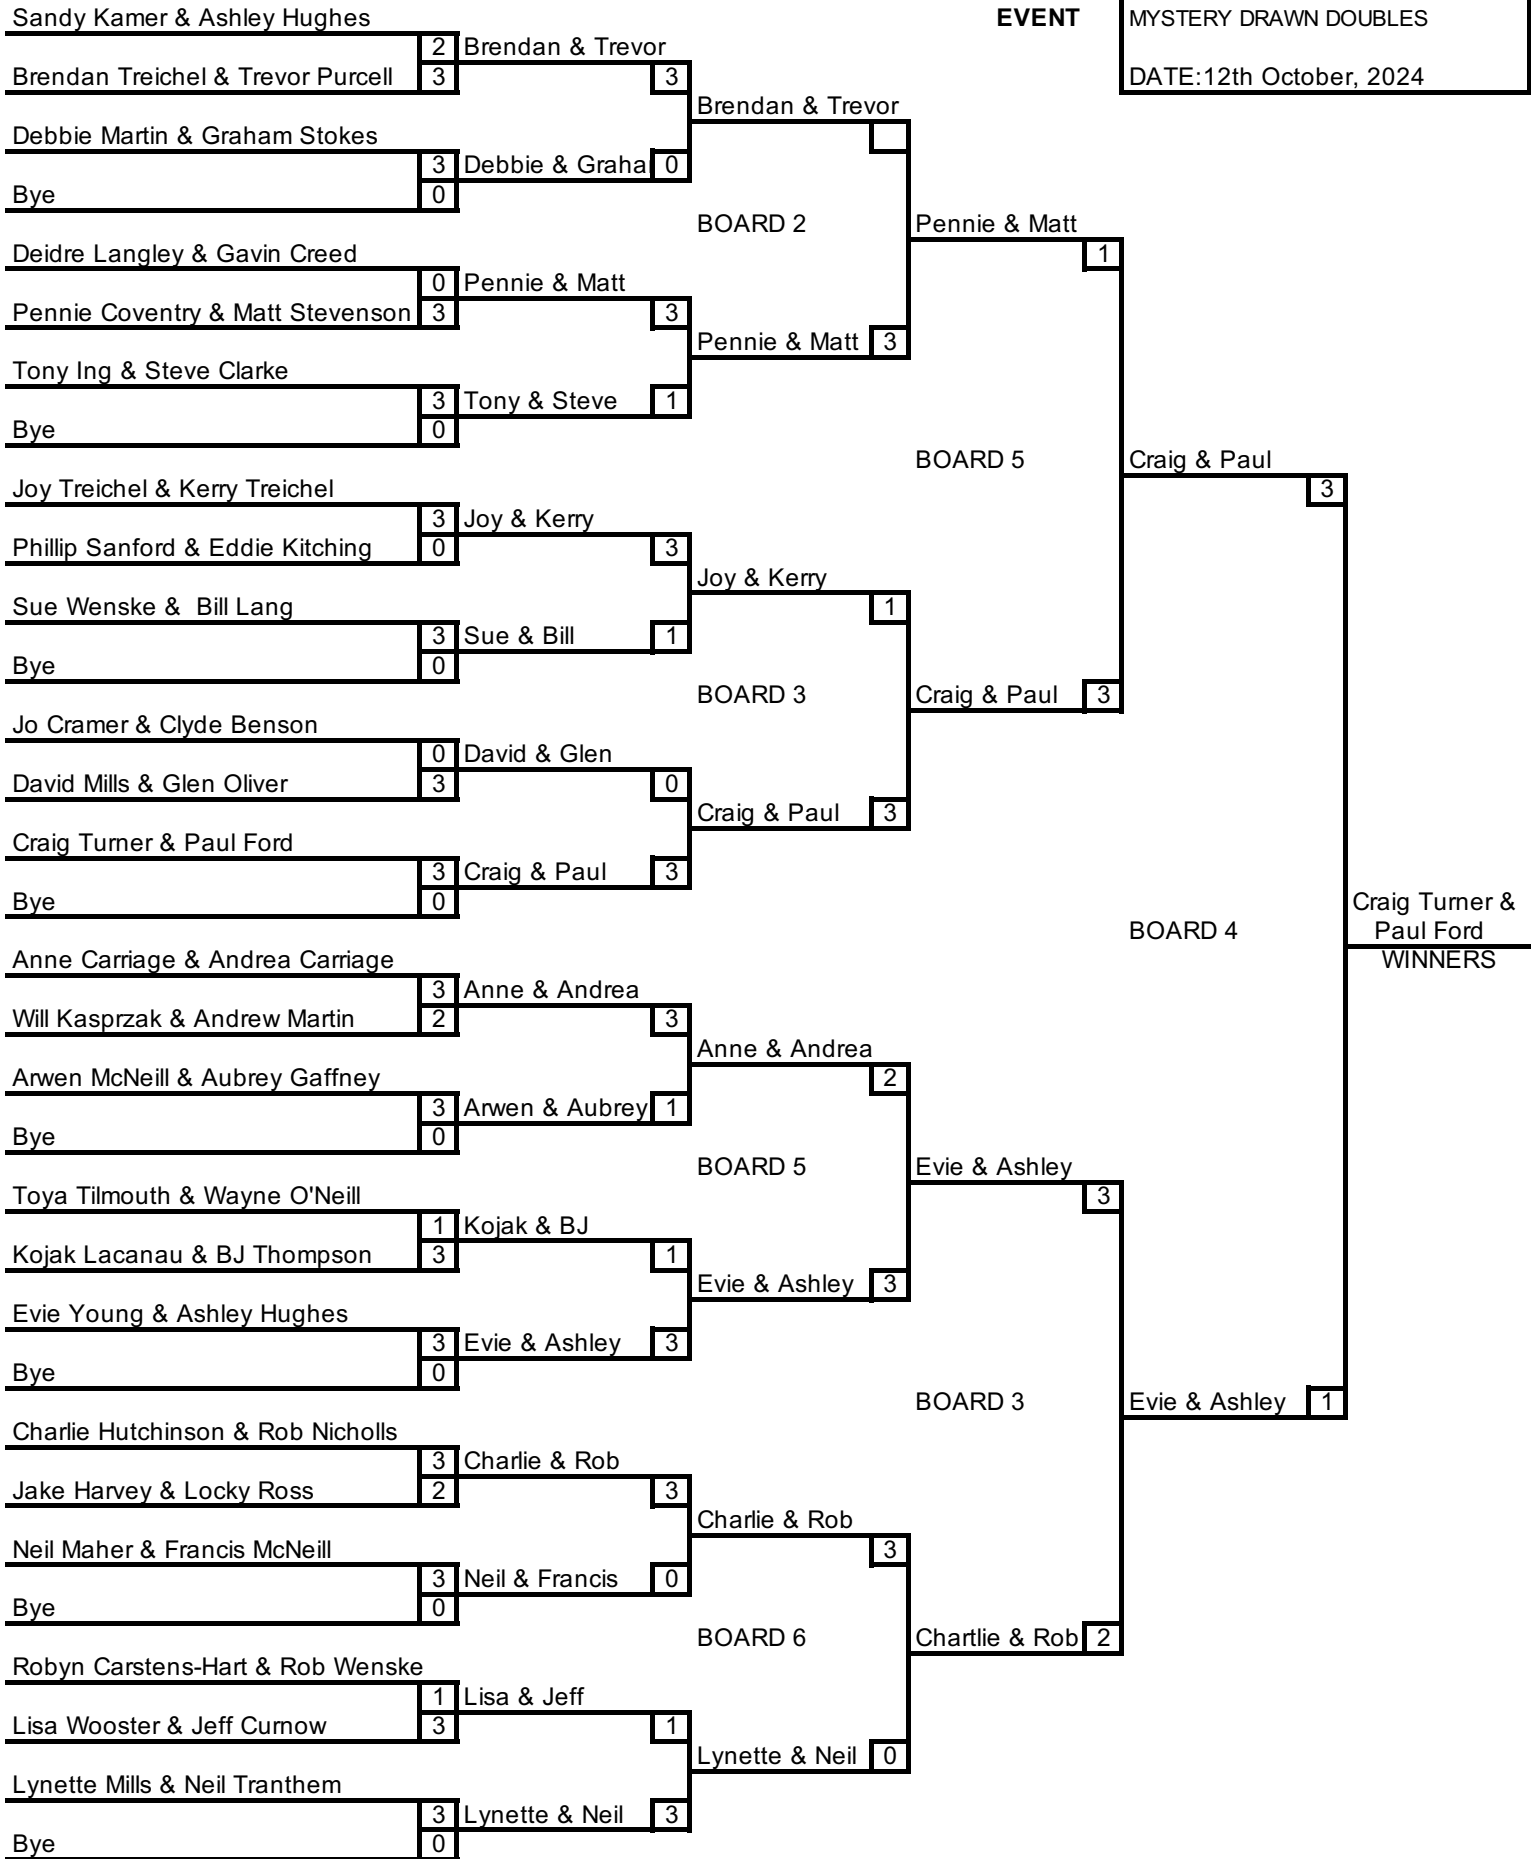 Sandy Kamer & Ashley Hughes
EVENT
MYSTERY DRAWN DOUBLES
2
Brendan & Trevor
Brendan Treichel & Trevor Purcell
3
3
DATE:12th October, 2024
Brendan & Trevor
Debbie Martin & Graham Stokes
3
Debbie & Graha
0
Bye
0
BOARD 2
Pennie & Matt
Deidre Langley & Gavin Creed
1
0
Pennie & Matt
Pennie Coventry & Matt Stevenson
3
3
Pennie & Matt
3
Tony Ing & Steve Clarke
3
Tony & Steve
1
Bye
0
BOARD 5
Craig & Paul
Joy Treichel & Kerry Treichel
3
3
Joy & Kerry
Phillip Sanford & Eddie Kitching
0
3
Joy & Kerry
Sue Wenske &  Bill Lang
1
3
Sue & Bill
1
Bye
0
BOARD 3
Craig & Paul
3
Jo Cramer & Clyde Benson
0
David & Glen
David Mills & Glen Oliver
3
0
Craig & Paul
3
Craig Turner & Paul Ford
3
Craig & Paul
3
Bye
0
Craig Turner &
BOARD 4
Paul Ford
WINNERS
Anne Carriage & Andrea Carriage
3
Anne & Andrea
Will Kasprzak & Andrew Martin
2
3
Anne & Andrea
Arwen McNeill & Aubrey Gaffney
2
3
Arwen & Aubrey
1
Bye
0
BOARD 5
Evie & Ashley
Toya Tilmouth & Wayne O'Neill
3
1
Kojak & BJ
Kojak Lacanau & BJ Thompson
3
1
Evie & Ashley
3
Evie Young & Ashley Hughes
3
Evie & Ashley
3
Bye
0
BOARD 3
Evie & Ashley
1
Charlie Hutchinson & Rob Nicholls
3
Charlie & Rob
Jake Harvey & Locky Ross
2
3
Charlie & Rob
Neil Maher & Francis McNeill
3
3
Neil & Francis
0
Bye
0
BOARD 6
Chartlie & Rob
2
Robyn Carstens-Hart & Rob Wenske
1
Lisa & Jeff
Lisa Wooster & Jeff Curnow
3
1
Lynette & Neil
0
Lynette Mills & Neil Tranthem
3
Lynette & Neil
3
Bye
0